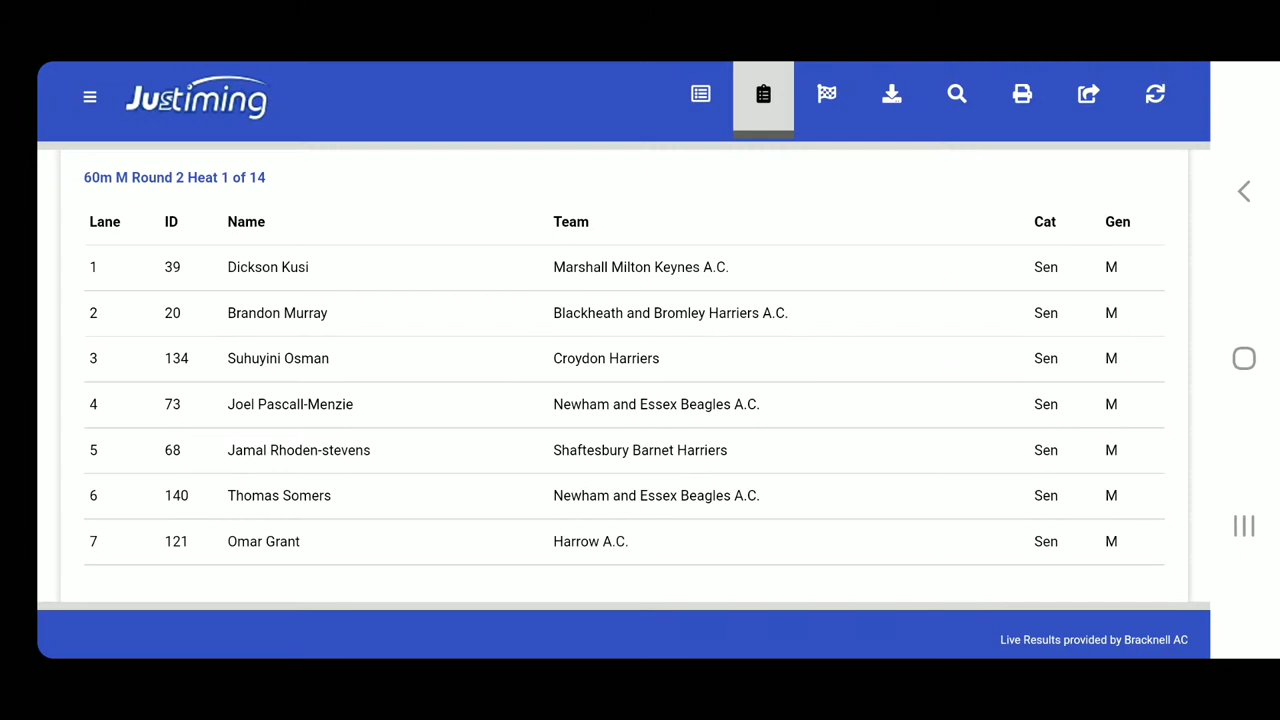 Justiming
60m M Round 2 Heat 1 of 14
Lane ID Name Team Cat Gen
1 39 Dickson Kusi Marshall Milton Keynes A.C. Sen M
2 20 Brandon Murray Blackheath and Bromley Harriers A.C. Sen M
3 134 Suhuyini Osman Croydon Harriers Sen M
4 73 Joel Pascall-Menzie Newham and Essex Beagles A.C. Sen M
5 68 Jamal Rhoden-stevens Shaftesbury Barnet Harriers Sen M
6 140 Thomas Somers Newham and Essex Beagles A.C. Sen M
7 121 Omar Grant Harrow A.C. Sen M
Live Results provided by Bracknell AC